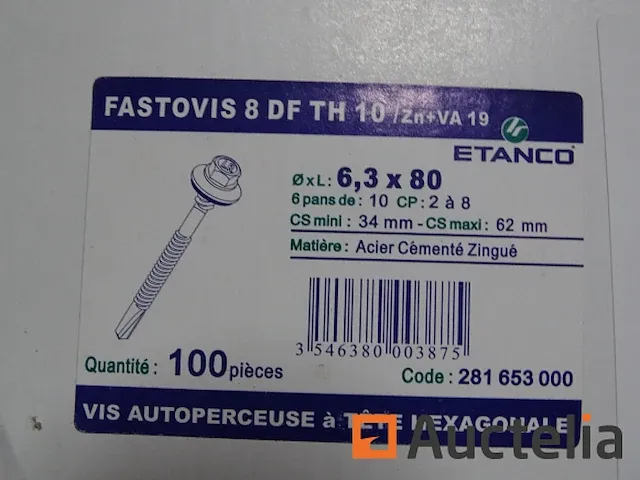 FASTOVIS 8 DF TH 10 /Zn+VA 19
ETANCO
Ø x L : 6,3 x 80
6 pans de : 10 CP : 2 à 8
CS mini : 34 mm - CS maxi : 62 mm
Matière : Acier Cémenté Zingué
3 546380 003875
Quantité : 100 pièces
Code : 281 653 000
VIS AUTOPERCEUSE à TÊTE HEXAGONALE
Auctelia